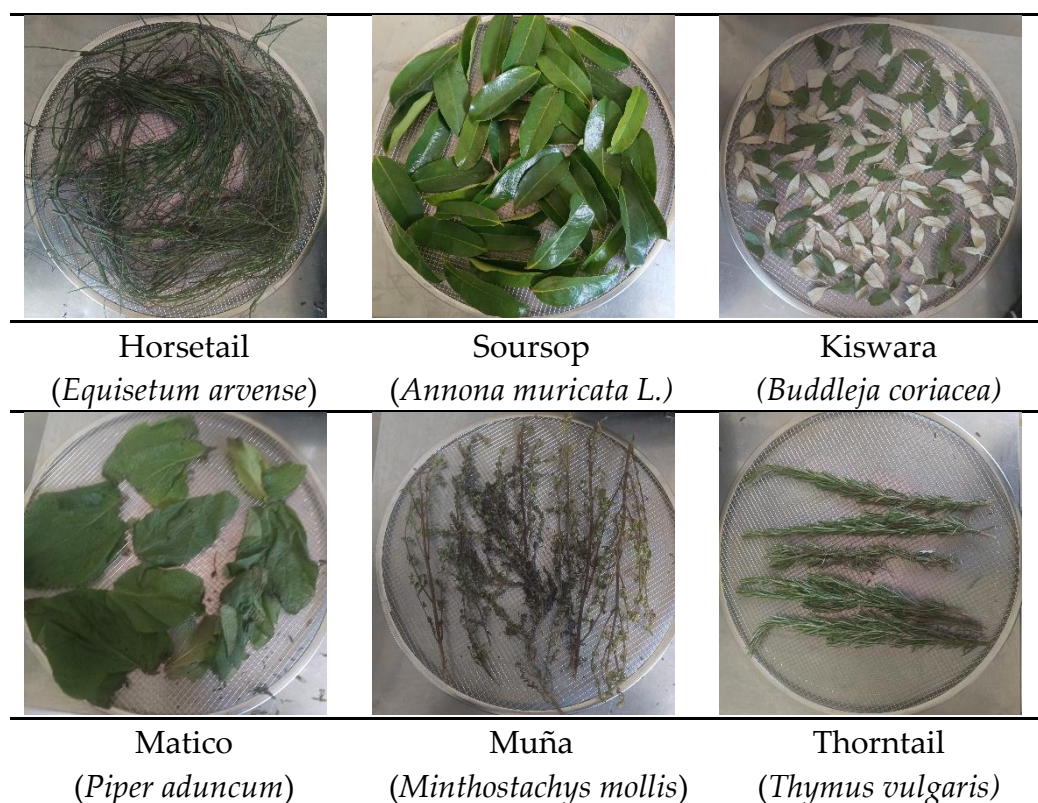 Horsetail
(Equisetum arvense)
Soursop
(Annona muricata L.)
Kiswara
(Buddleja coriacea)
Matico
(Piper aduncum)
Muña
(Minthostachys mollis)
Thorntail
(Thymus vulgaris)